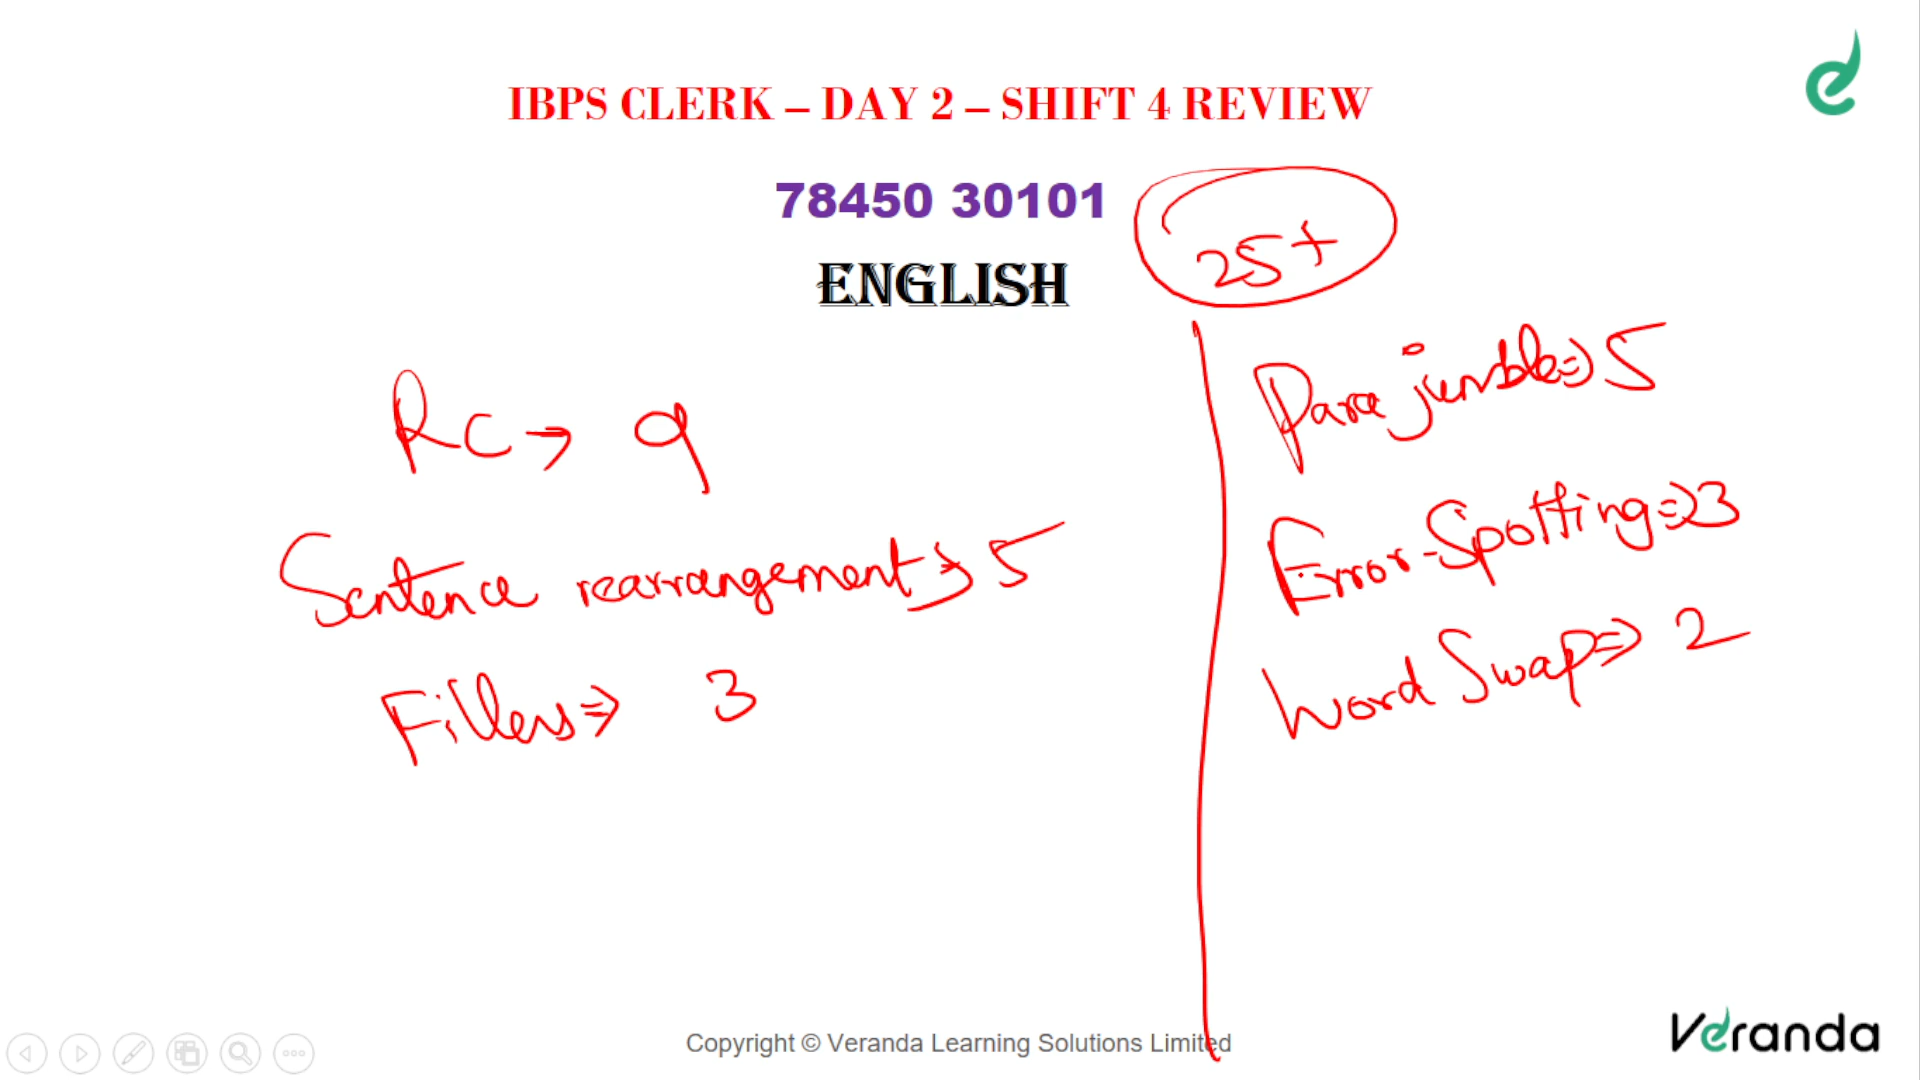 IBPS CLERK – DAY 2 – SHIFT 4 REVIEW
78450 30101
ENGLISH
25+
RC → 9
Sentence rearrangement → 5
Fillers ⇒ 3
Para jumble ⇒ 5
Error-Spotting ⇒ 3
Word Swap ⇒ 2
Copyright © Veranda Learning Solutions Limited
Veranda